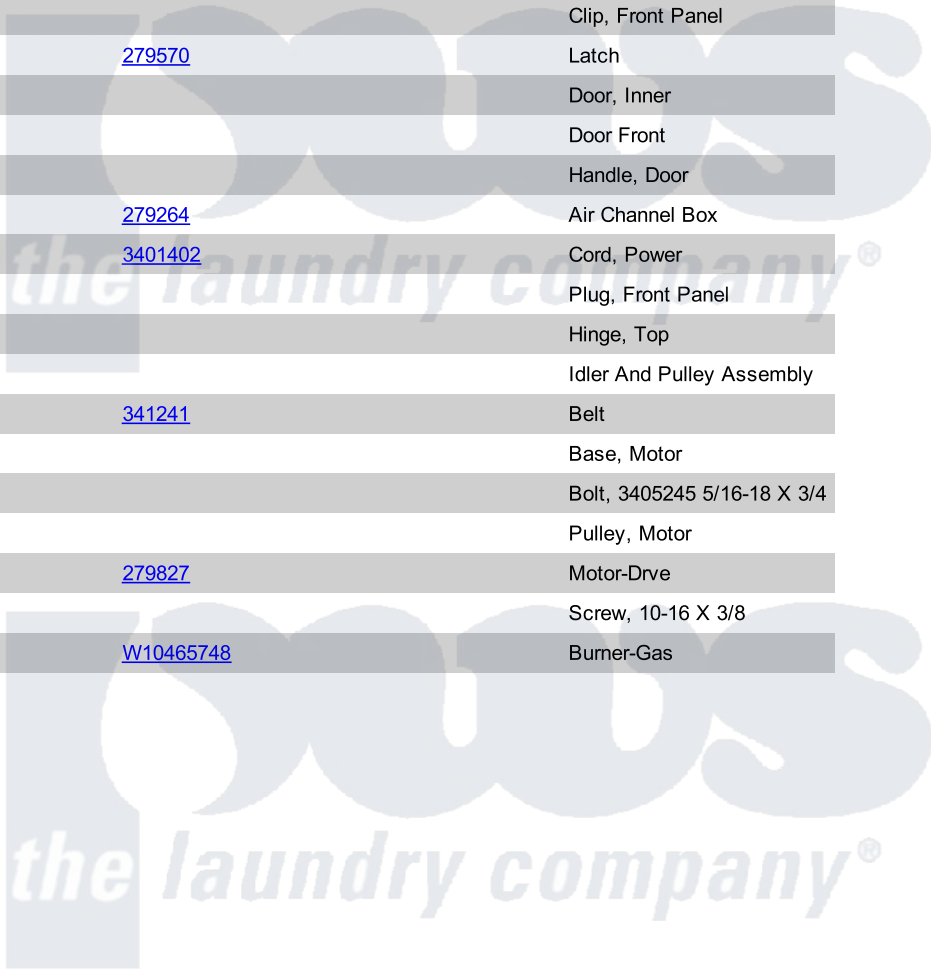 Clip, Front Panel
279570 Latch
Door, Inner
Door Front
Handle, Door
279264 Air Channel Box
3401402 Cord, Power
Plug, Front Panel
Hinge, Top
Idler And Pulley Assembly
341241 Belt
Base, Motor
Bolt, 3405245 5/16-18 X 3/4
Pulley, Motor
279827 Motor-Drve
Screw, 10-16 X 3/8
W10465748 Burner-Gas
pws
the laundry company®
pws
the laundry company®